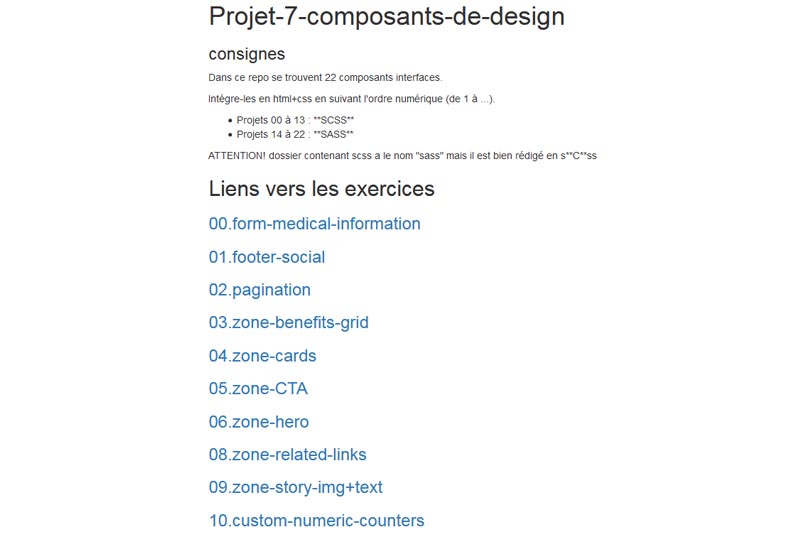 Projet-7-composants-de-design
consignes
Dans ce repo se trouvent 22 composants interfaces.
Intègre-les en html+css en suivant l'ordre numérique (de 1 à ...).
Projets 00 à 13 : **SCSS**
Projets 14 à 22 : **SASS**
ATTENTION! dossier contenant scss a le nom "sass" mais il est bien rédigé en s**C**ss
Liens vers les exercices
00.form-medical-information
01.footer-social
02.pagination
03.zone-benefits-grid
04.zone-cards
05.zone-CTA
06.zone-hero
08.zone-related-links
09.zone-story-img+text
10.custom-numeric-counters